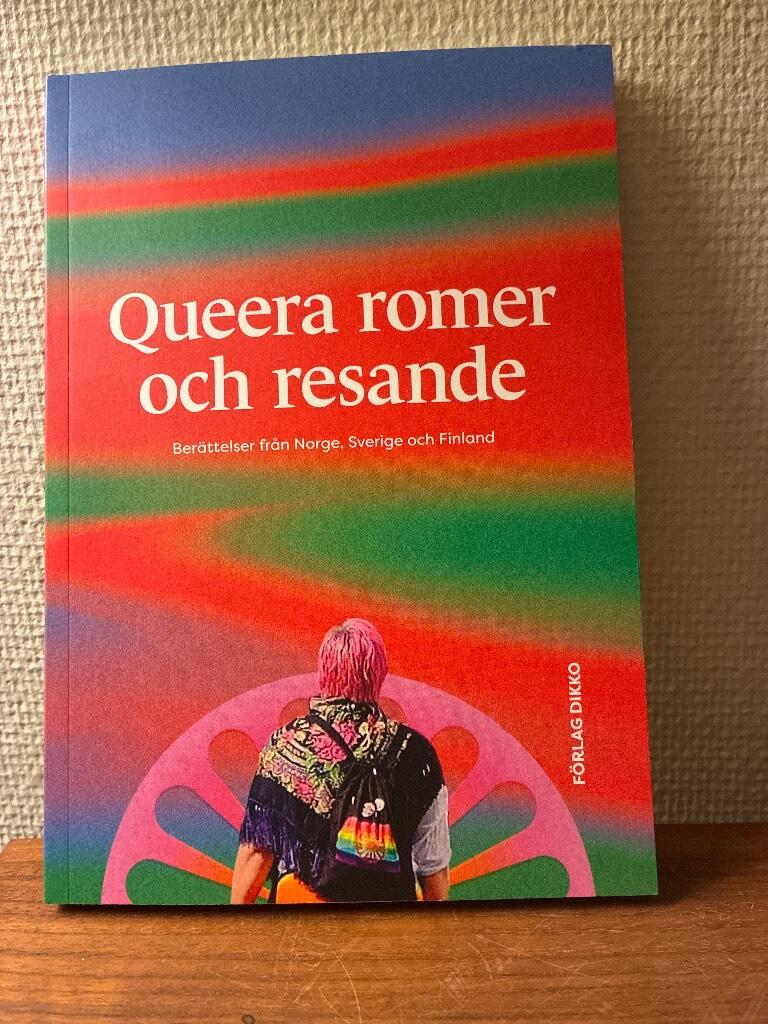 Queera romer
och resande
Berättelser från Norge, Sverige och Finland
FÖRLAG DIKKO